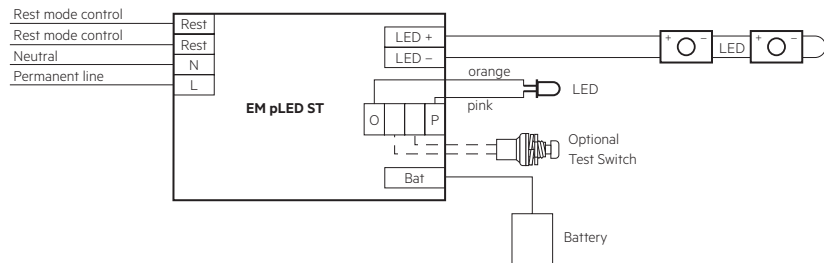 Rest mode control
Rest
Rest mode control
Rest
Neutral
N
Permanent line
L
EM pLED ST
LED +
LED –
+ –
LED
+ –
orange
LED
pink
O
P
Optional
Test Switch
Bat
Battery